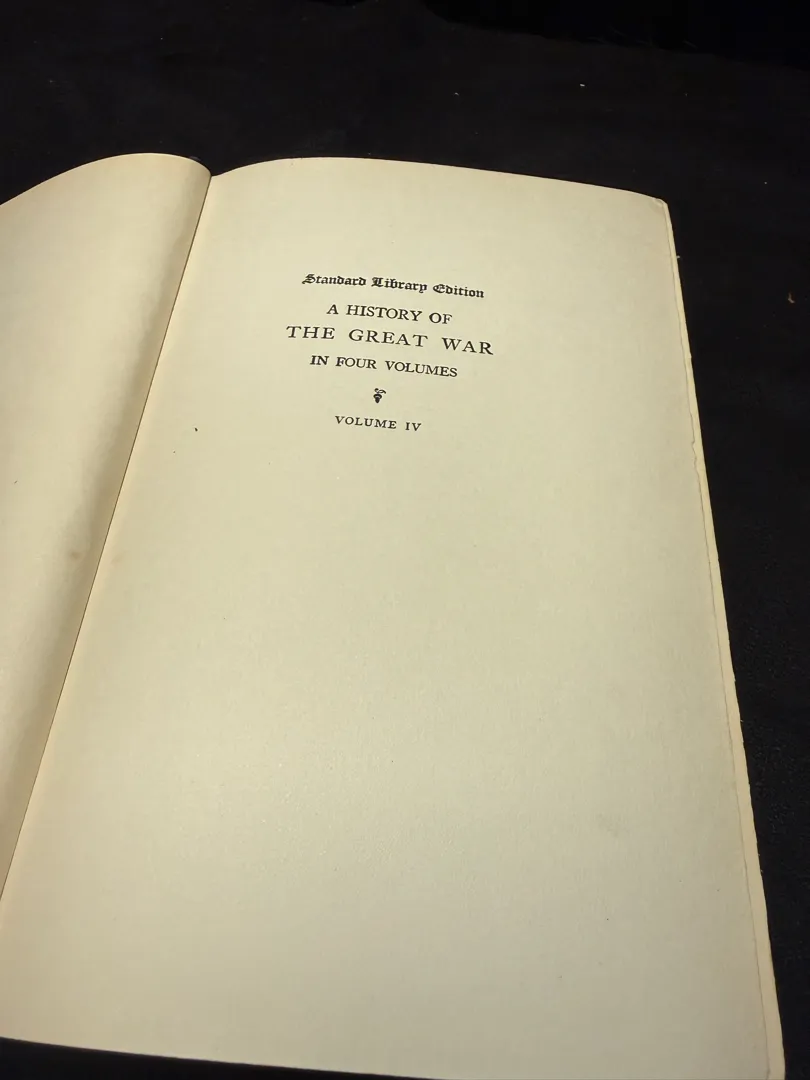 Standard Library Edition
A HISTORY OF
THE GREAT WAR
IN FOUR VOLUMES
VOLUME IV